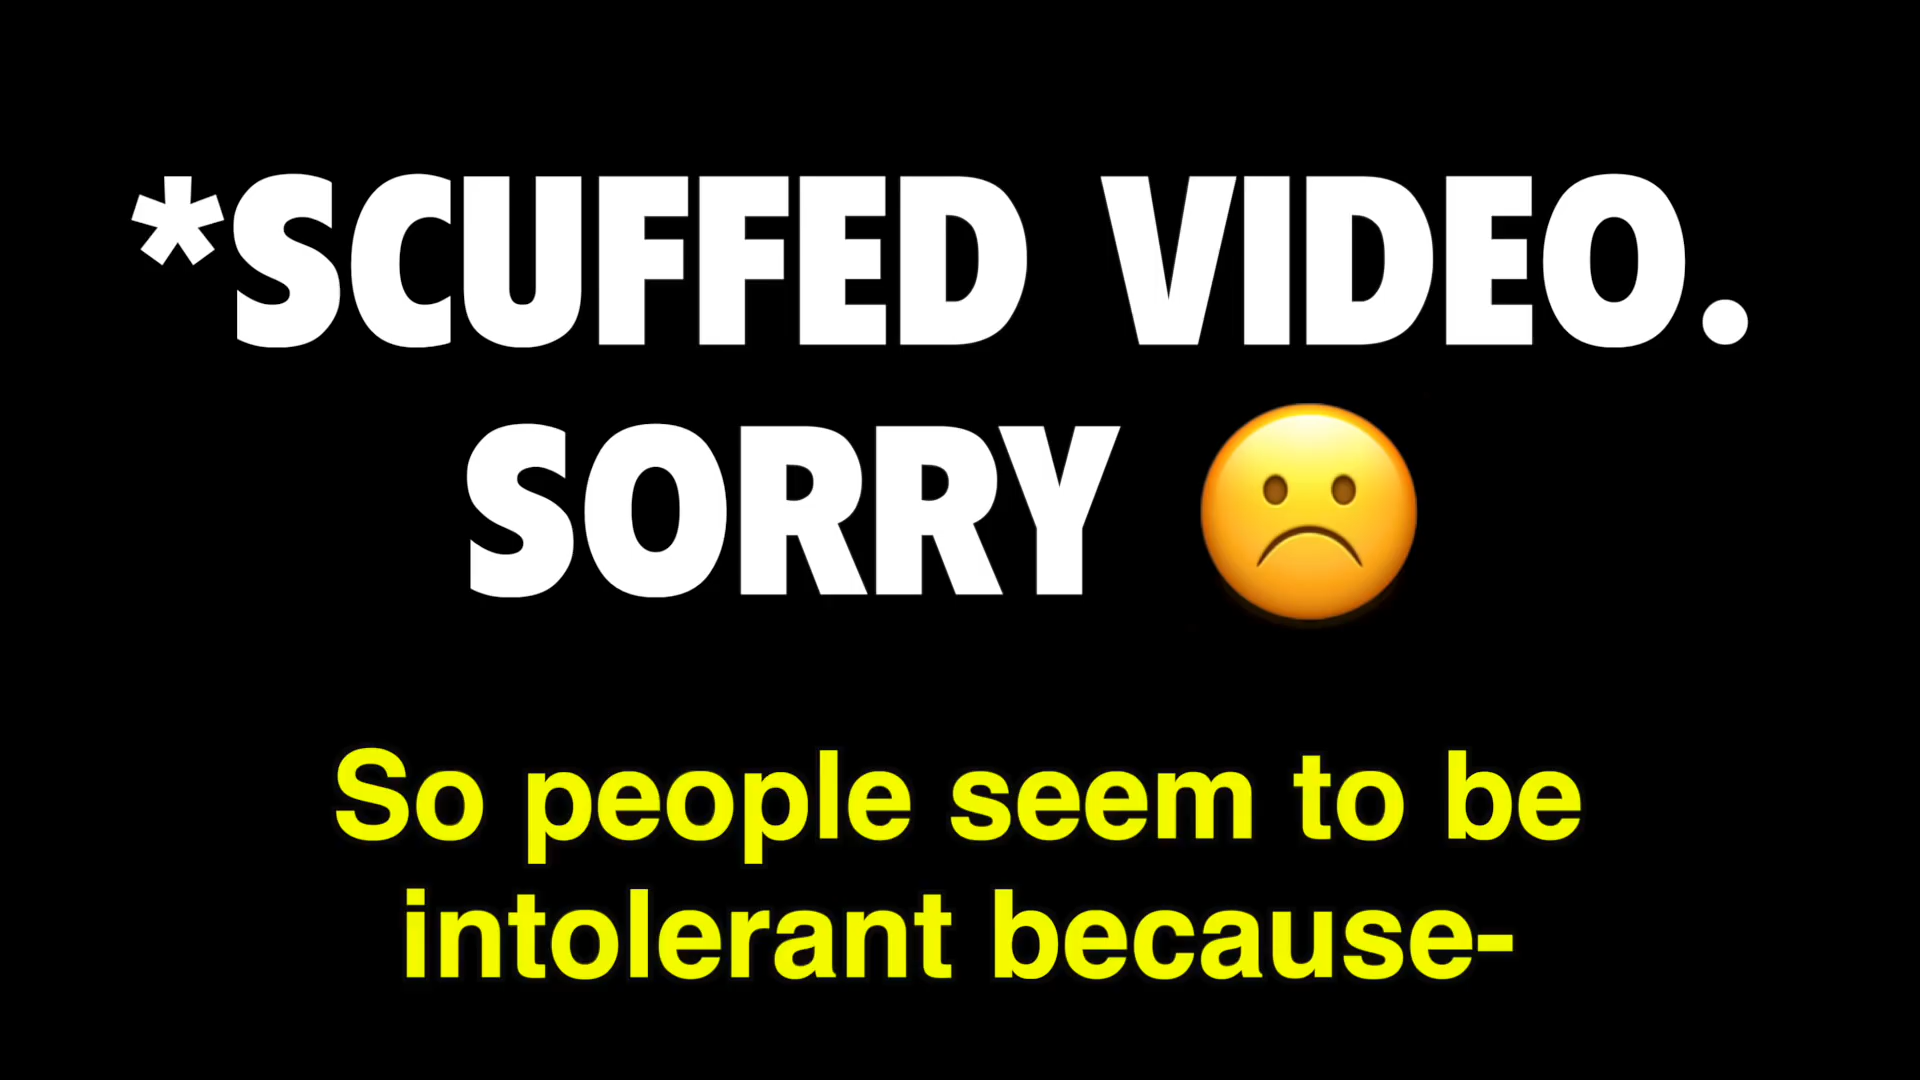 *SCUFFED VIDEO.
SORRY ☹️
So people seem to be
intolerant because-